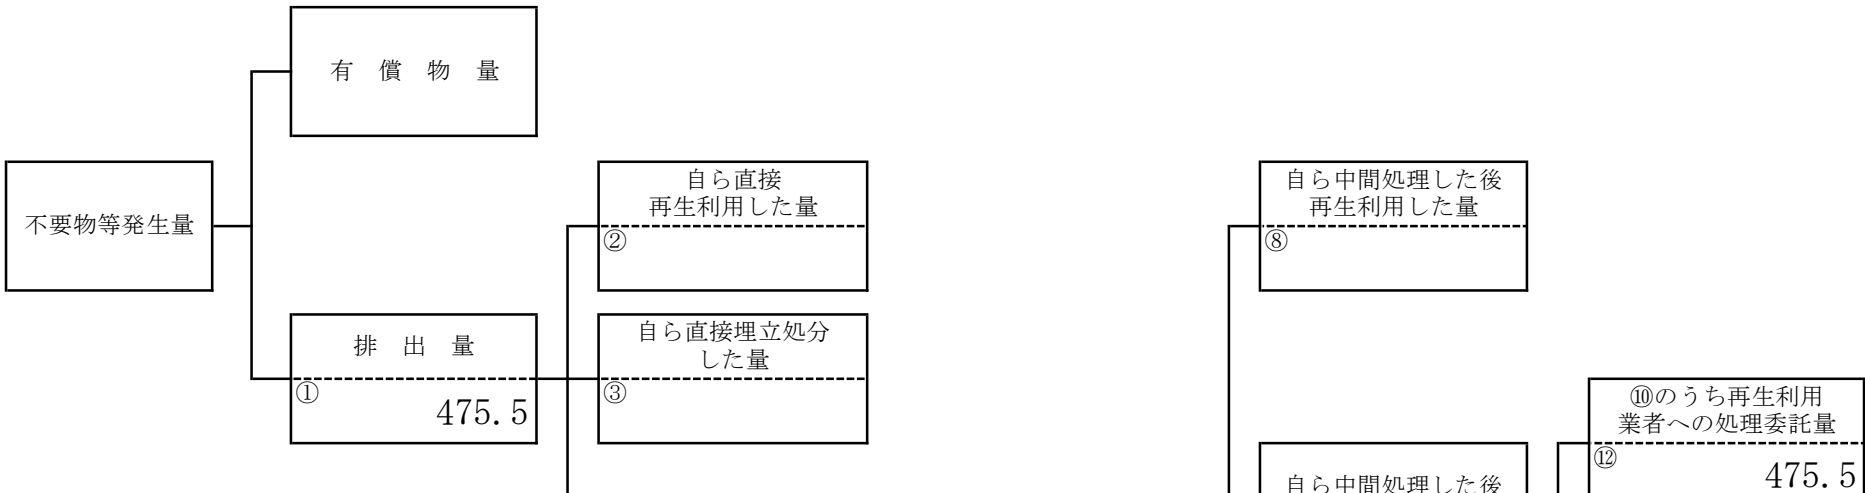 有　償　物　量
不要物等発生量
自ら直接
再生利用した量
②
自ら中間処理した後
再生利用した量
⑧
排　出　量
①
475.5
自ら直接埋立処分
した量
③
⑩のうち再生利用
業者への処理委託量
⑫
475.5
自ら中間処理した後